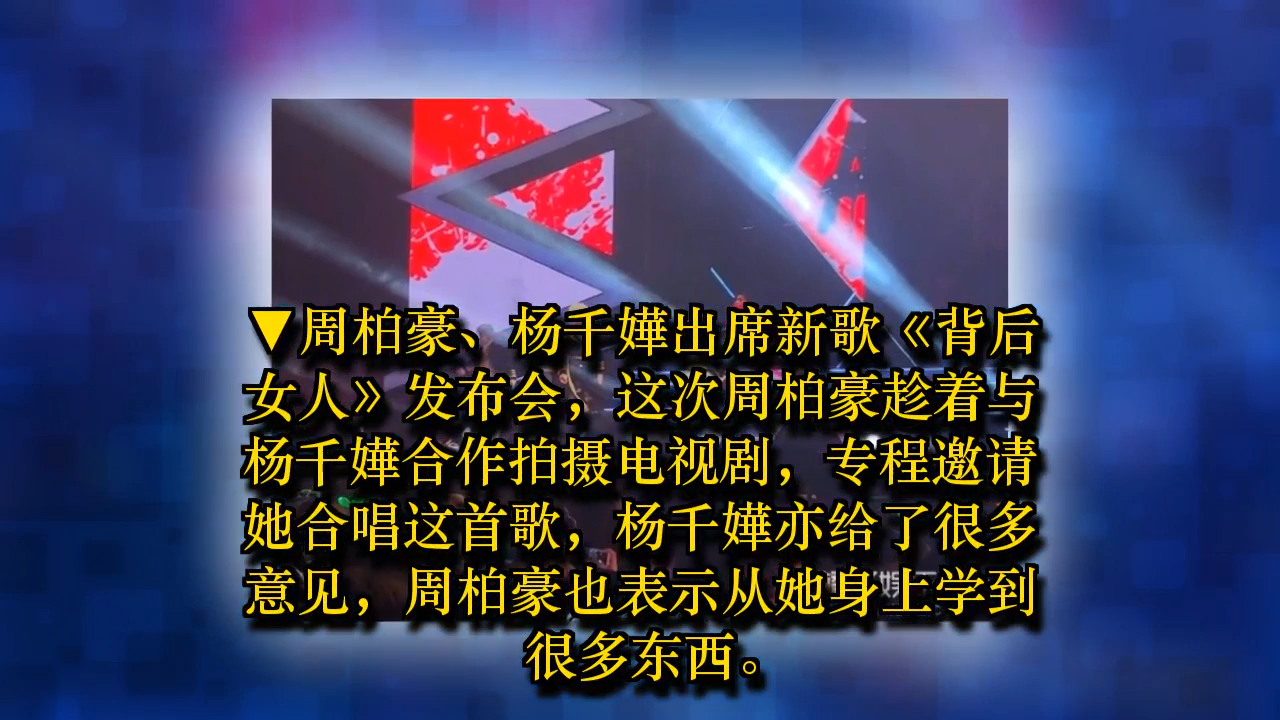 ▼周柏豪、杨千嬅出席新歌《背后
女人》发布会，这次周柏豪趁着与
杨千嬅合作拍摄电视剧，专程邀请
她合唱这首歌，杨千嬅亦给了很多
意见，周柏豪也表示从她身上学到
很多东西。